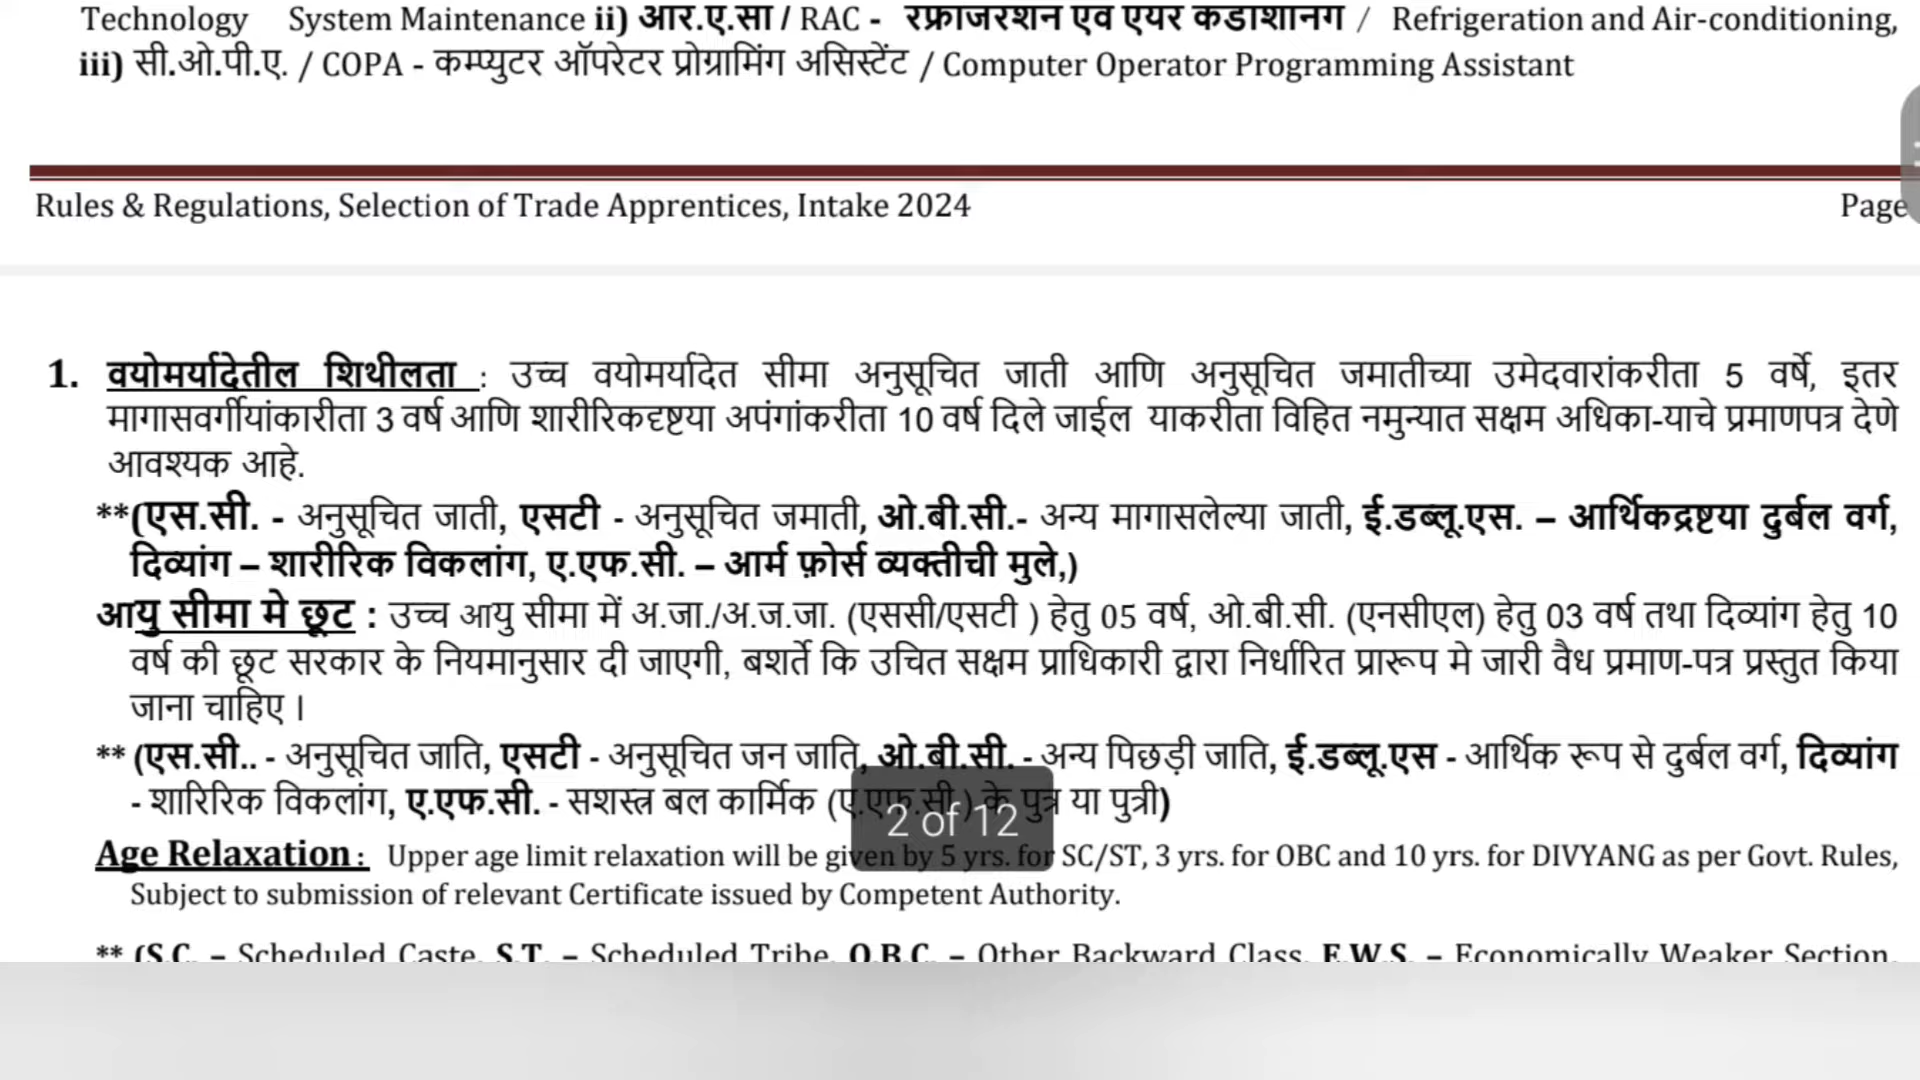 Technology System Maintenance ii) आर.ए.सी / RAC - रेफ्रीजरेशन एवं एयर कंडीशनिंग / Refrigeration and Air-conditioning,
iii) सी.ओ.पी.ए. / COPA - कम्प्युटर ऑपरेटर प्रोग्रामिंग असिस्टेंट / Computer Operator Programming Assistant
Rules & Regulations, Selection of Trade Apprentices, Intake 2024 Page
1. वयोमर्यादेतील शिथीलता : उच्च वयोमर्यादेत सीमा अनुसूचित जाती आणि अनुसूचित जमातीच्या उमेदवारांकरीता 5 वर्षे, इतर
मागासवर्गीयांकारीता 3 वर्ष आणि शारीरिकदृष्टया अपंगांकरीता 10 वर्ष दिले जाईल याकरीता विहित नमुन्यात सक्षम अधिका-याचे प्रमाणपत्र देणे
आवश्यक आहे.
**(एस.सी. - अनुसूचित जाती, एसटी - अनुसूचित जमाती, ओ.बी.सी.- अन्य मागासलेल्या जाती, ई.डब्लू.एस. – आर्थिकद्रष्टया दुर्बल वर्ग,
दिव्यांग – शारीरिक विकलांग, ए.एफ.सी. – आर्म फ़ोर्स व्यक्तीची मुले,)
आयु सीमा मे छूट : उच्च आयु सीमा में अ.जा./अ.ज.जा. (एससी/एसटी ) हेतु 05 वर्ष, ओ.बी.सी. (एनसीएल) हेतु 03 वर्ष तथा दिव्यांग हेतु 10
वर्ष की छूट सरकार के नियमानुसार दी जाएगी, बशर्ते कि उचित सक्षम प्राधिकारी द्वारा निर्धारित प्रारूप मे जारी वैध प्रमाण-पत्र प्रस्तुत किया
जाना चाहिए ।
** (एस.सी.. - अनुसूचित जाति, एसटी - अनुसूचित जन जाति, ओ.बी.सी. - अन्य पिछड़ी जाति, ई.डब्लू.एस - आर्थिक रूप से दुर्बल वर्ग, दिव्यांग
- शारिरिक विकलांग, ए.एफ.सी. - सशस्त्र बल कार्मिक (ए.एफ.सी.) के पुत्र या पुत्री)
2 of 12
Age Relaxation : Upper age limit relaxation will be given by 5 yrs. for SC/ST, 3 yrs. for OBC and 10 yrs. for DIVYANG as per Govt. Rules,
Subject to submission of relevant Certificate issued by Competent Authority.
** (S.C. – Scheduled Caste, S.T. – Scheduled Tribe, O.B.C. – Other Backward Class, E.W.S. – Economically Weaker Section,